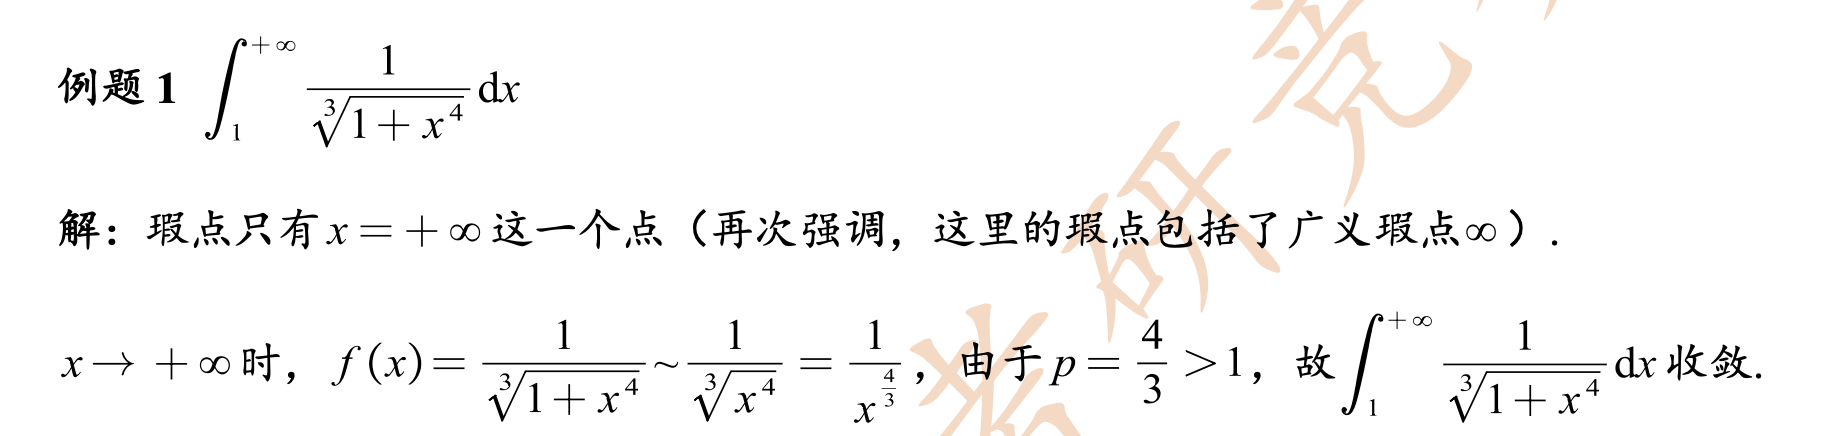 例题 1 $\int_{1}^{+\infty} \frac{1}{\sqrt[3]{1+x^4}} \mathrm{d}x$
解：瑕点只有 $x=+\infty$ 这一个点（再次强调，这里的瑕点包括了广义瑕点 $\infty$）.
$x \to +\infty$ 时，$f(x)=\frac{1}{\sqrt[3]{1+x^4}} \sim \frac{1}{\sqrt[3]{x^4}} = \frac{1}{x^{\frac{4}{3}}}$，由于 $p=\frac{4}{3}>1$，故 $\int_{1}^{+\infty} \frac{1}{\sqrt[3]{1+x^4}} \mathrm{d}x$ 收敛.
考研竞